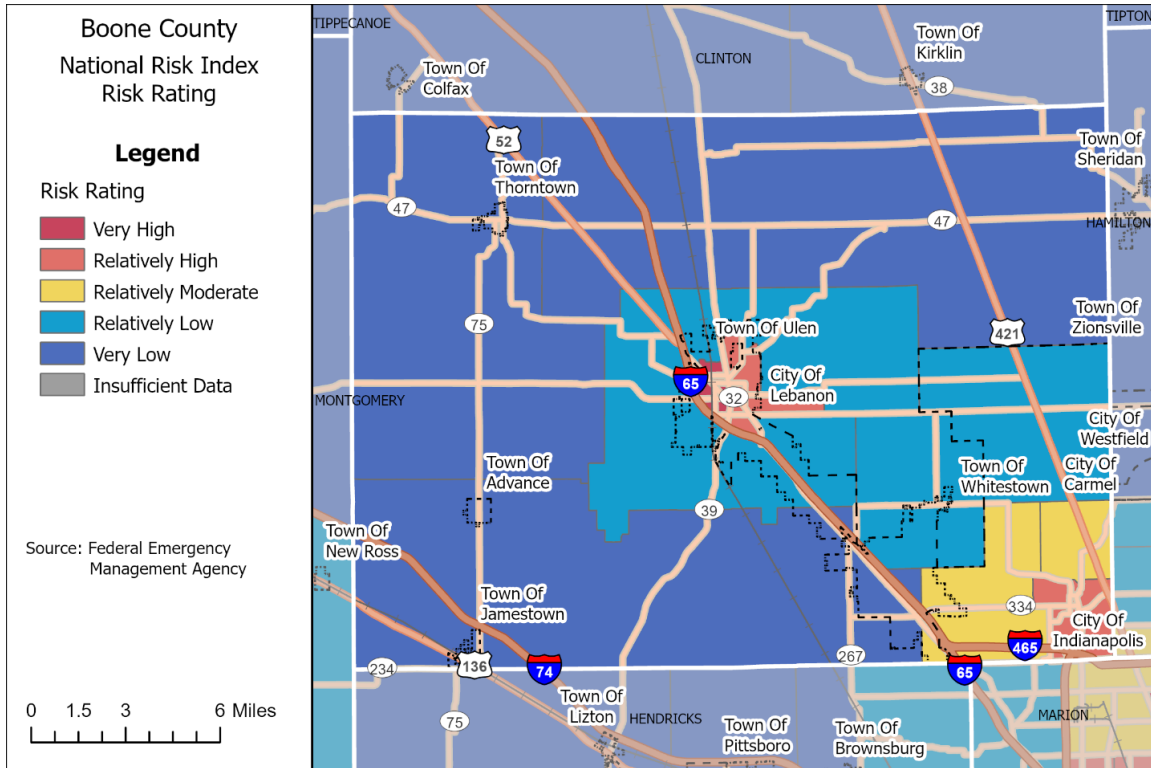 Boone County
National Risk Index
Risk Rating
Legend
Risk Rating
Very High
Relatively High
Relatively Moderate
Relatively Low
Very Low
Insufficient Data
Source: Federal Emergency
Management Agency
0 1.5 3 6 Miles
TIPPECANOE
TIPTON
CLINTON
Town Of
Kirklin
Town Of
Colfax
38
52
Town Of
Sheridan
Town Of
Thorntown
47
47
HAMILTON
75
Town Of Ulen
421
Town Of
Zionsville
65
City Of
Lebanon
32
MONTGOMERY
City Of
Westfield
Town Of
Advance
Town Of
Whitestown
City Of
Carmel
39
Town Of
New Ross
Town Of
Jamestown
334
City Of
Indianapolis
465
234
136
74
267
65
75
Town Of
Lizton
HENDRICKS
Town Of
Pittsboro
Town Of
Brownsburg
MARION